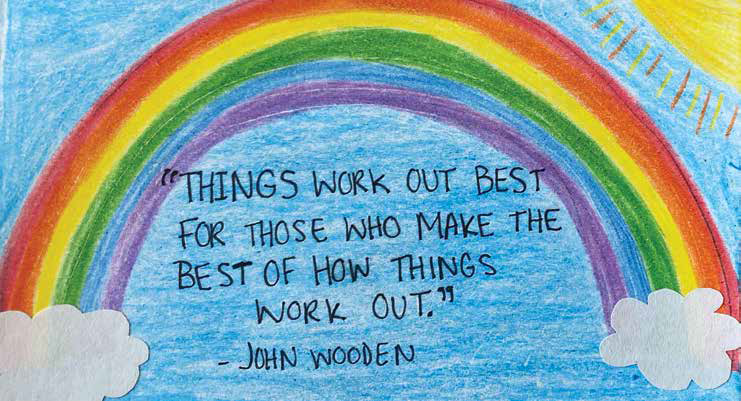 "THINGS WORK OUT BEST
FOR THOSE WHO MAKE THE
BEST OF HOW THINGS
WORK OUT."
- JOHN WOODEN